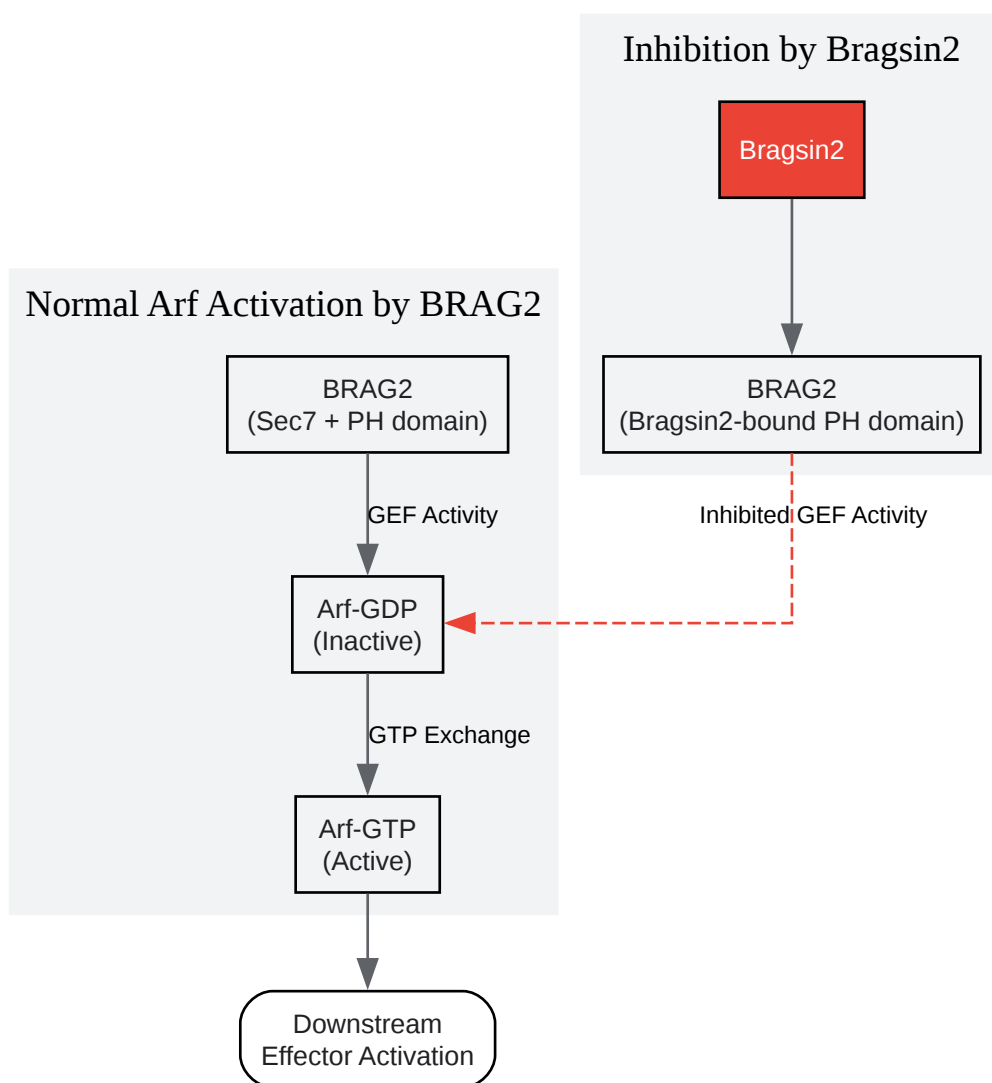 Inhibition by Bragsin2
Bragsin2
Normal Arf Activation by BRAG2
BRAG2
(Sec7 + PH domain)
BRAG2
(Bragsin2-bound PH domain)
GEF Activity
Inhibited GEF Activity
Arf-GDP
(Inactive)
GTP Exchange
Arf-GTP
(Active)
Downstream
Effector Activation